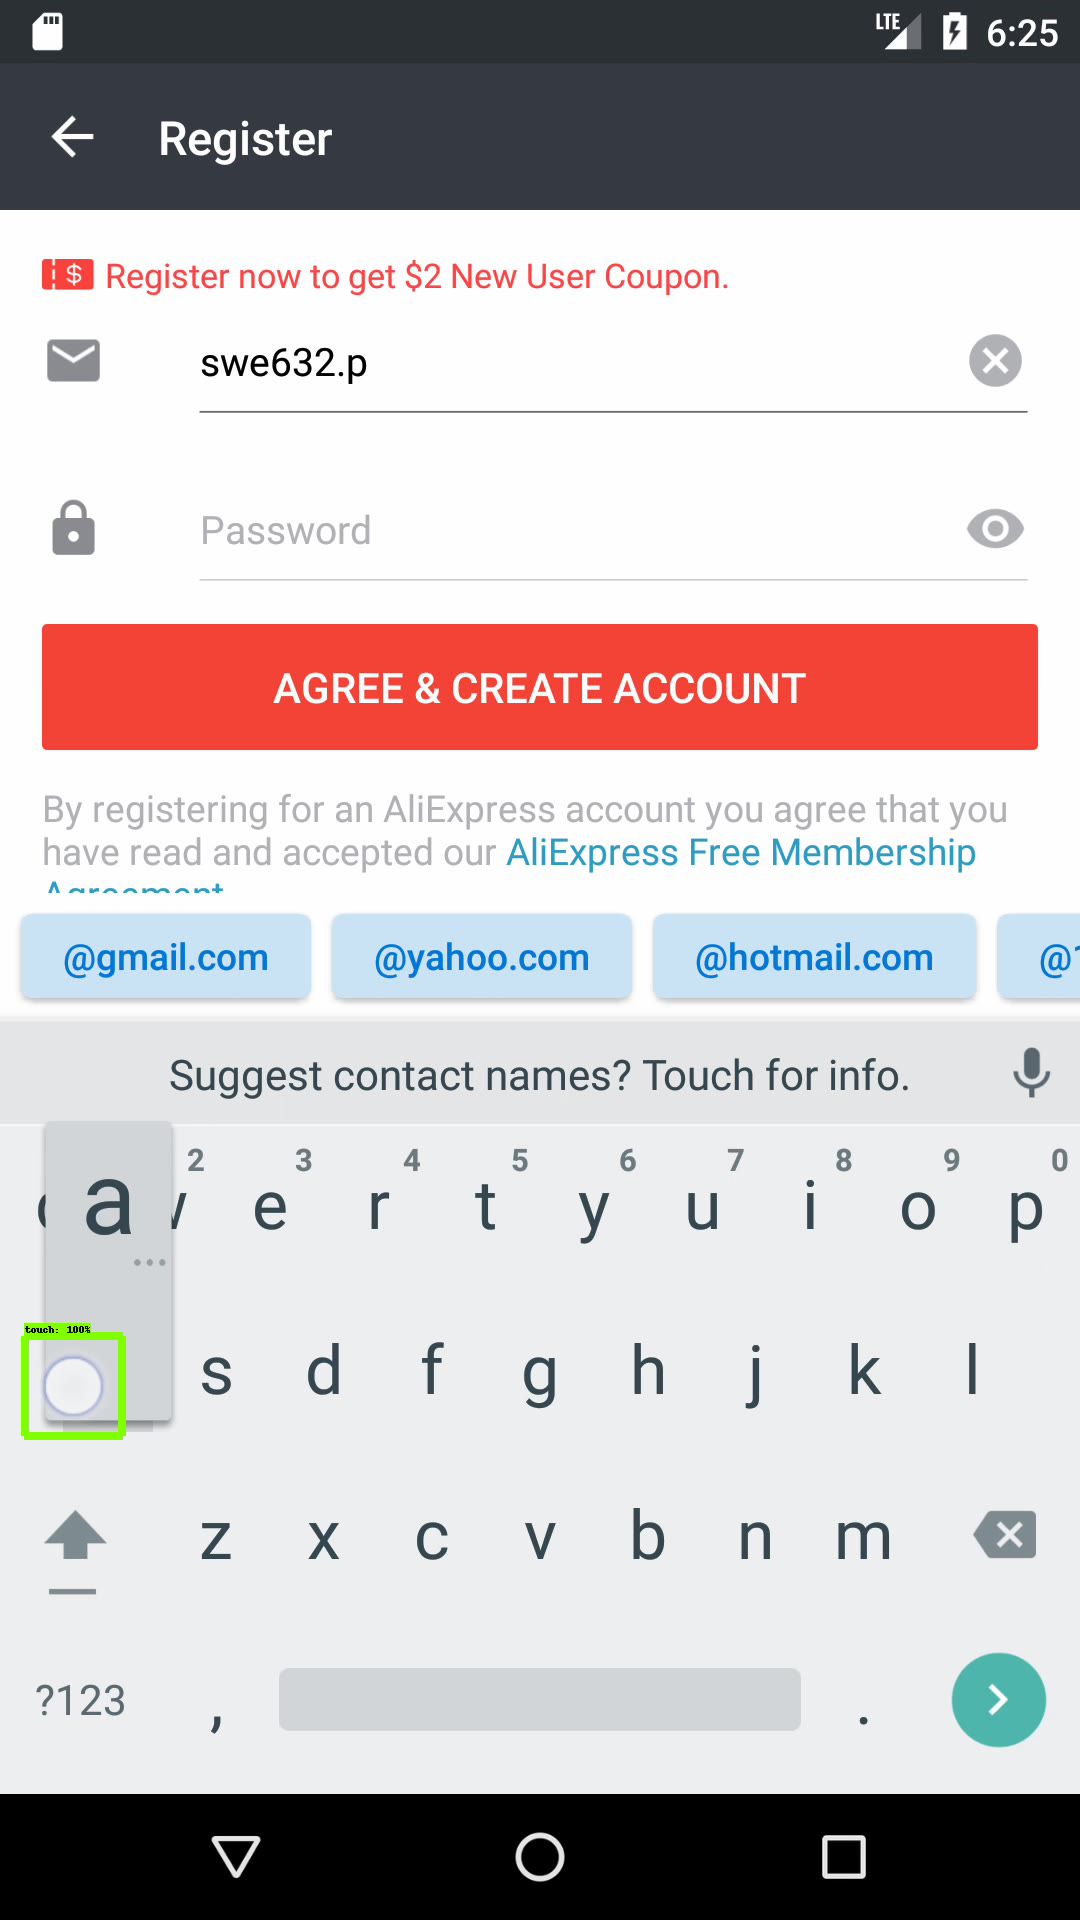 LTE 6:25
Register
$ Register now to get $2 New User Coupon.
swe632.p
Password
AGREE & CREATE ACCOUNT
By registering for an AliExpress account you agree that you
have read and accepted our AliExpress Free Membership
Agreement
@gmail.com @yahoo.com @hotmail.com @1
Suggest contact names? Touch for info.
2 3 4 5 6 7 8 9 0
a e r t y u i o p
touch: 100%
s d f g h j k l
z x c v b n m
?123 , .